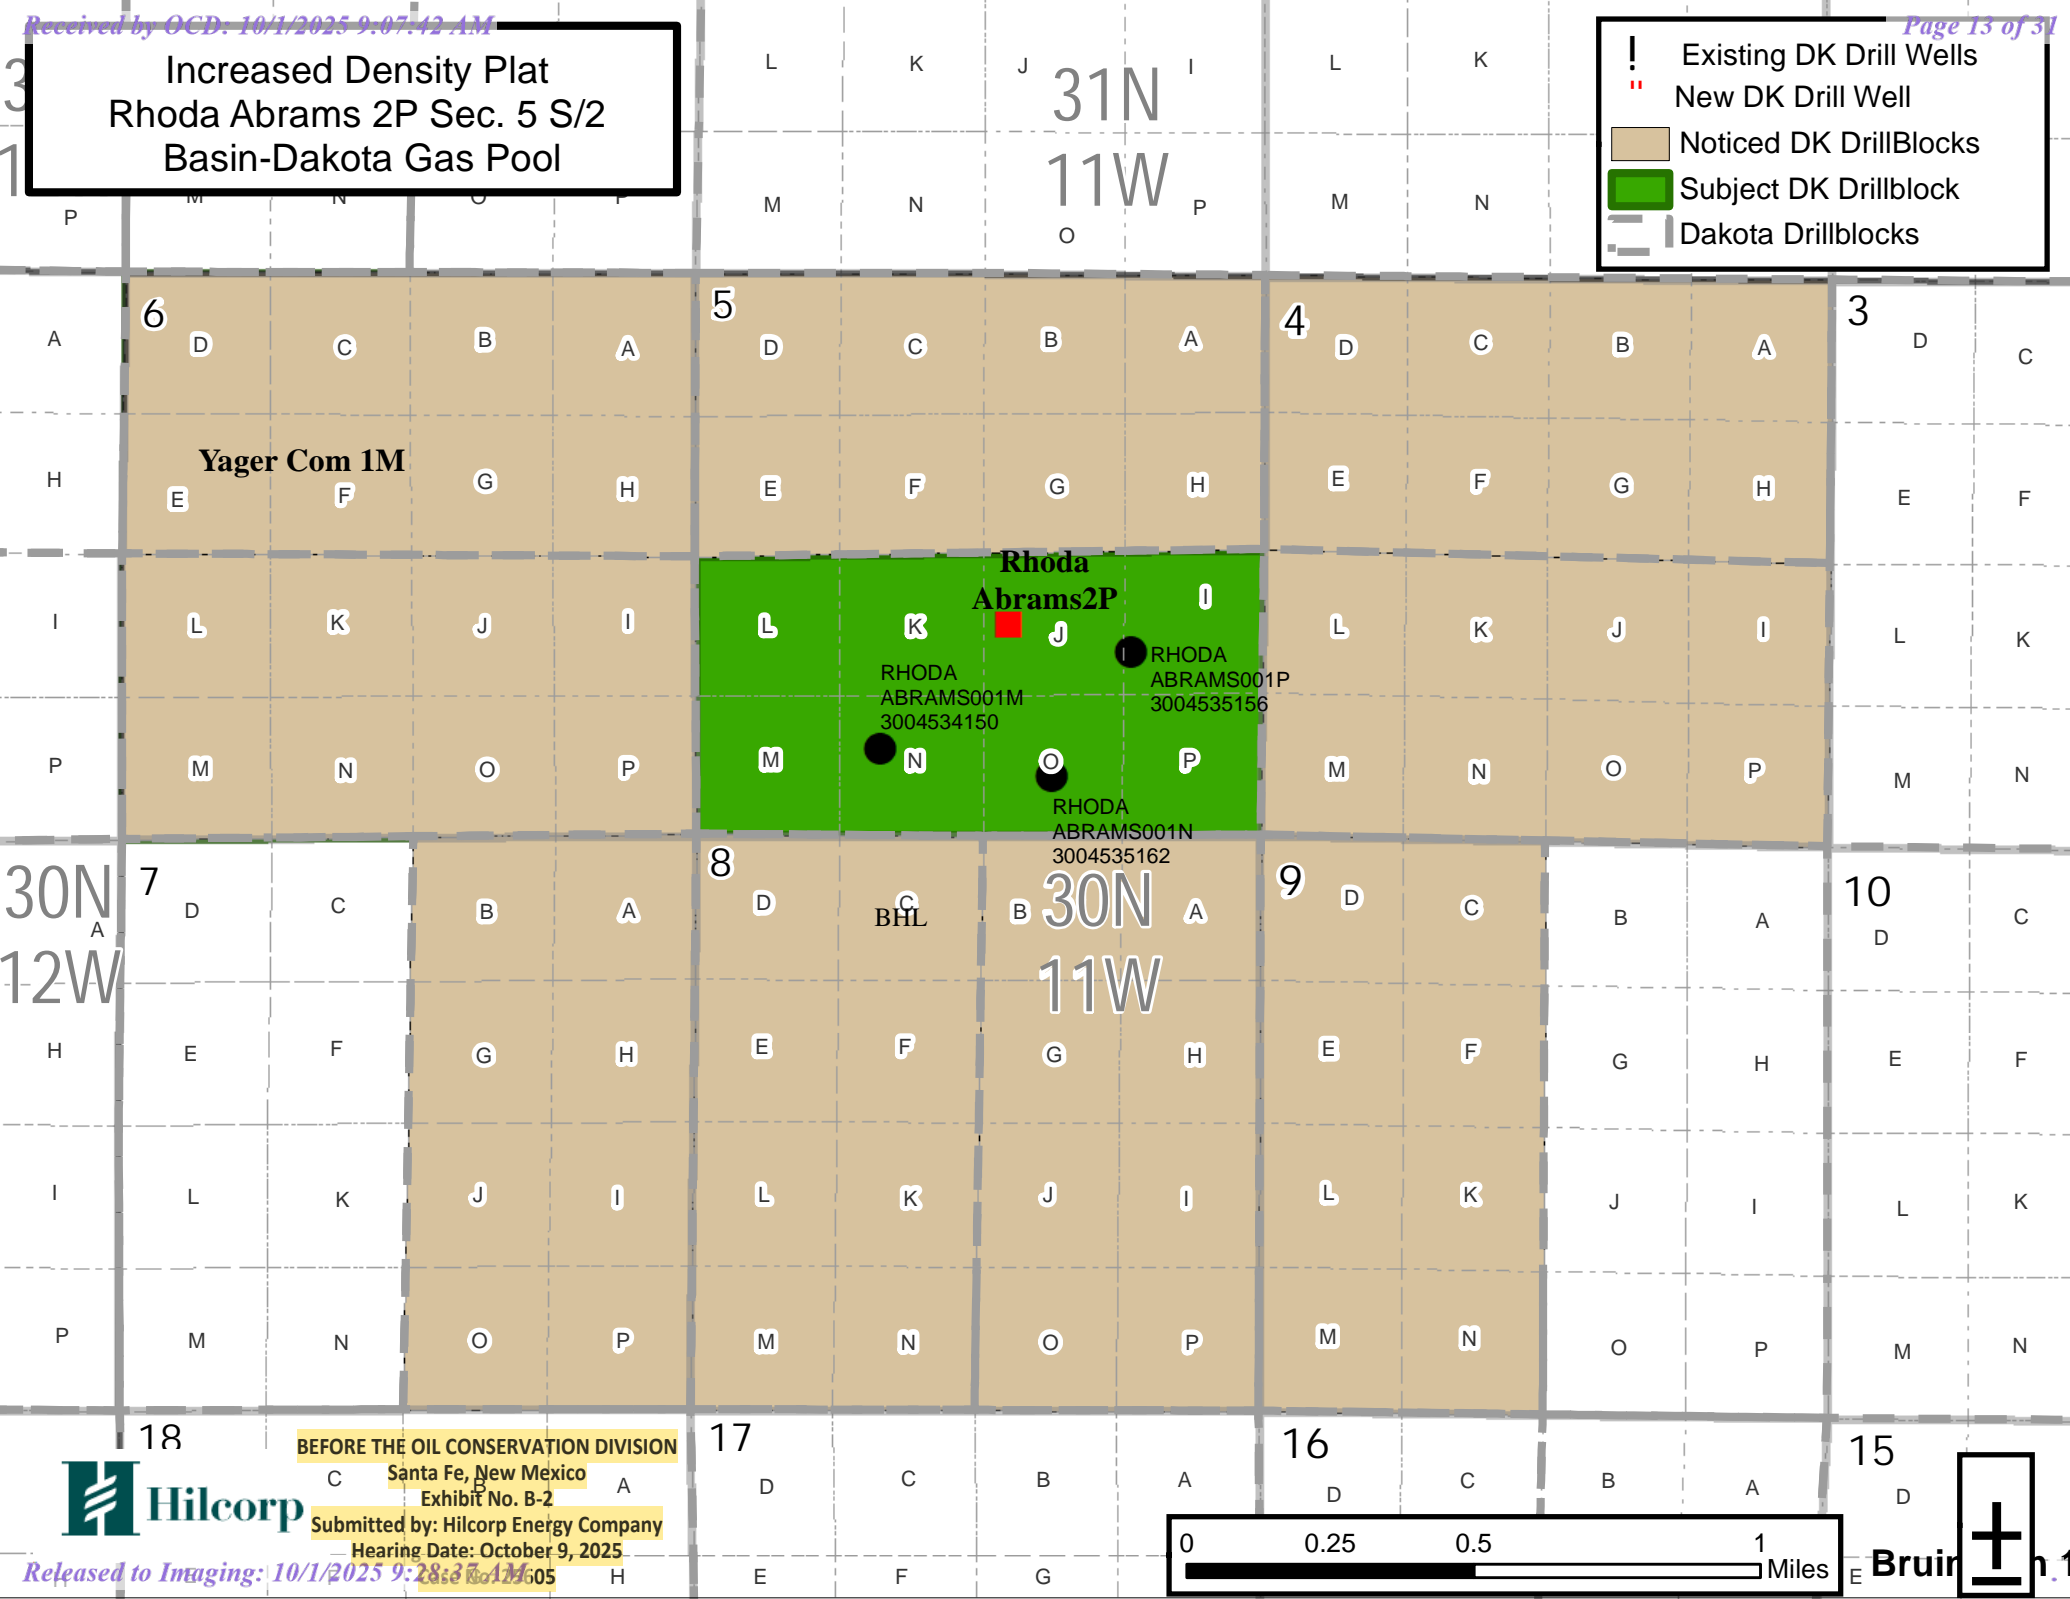 Received by OCD: 10/1/2025 9:07:42 AM
Page 13 of 31
Increased Density Plat
Rhoda Abrams 2P Sec. 5 S/2
Basin-Dakota Gas Pool
! Existing DK Drill Wells
" New DK Drill Well
Noticed DK DrillBlocks
Subject DK Drillblock
Dakota Drillblocks
L K J I L K
31N
11W
P M N O P M N O P M N
6 5 4 3
A D C B A D C B A D C B A D C
Yager Com 1M
H E F G H E F G H E F G H E F
Rhoda
Abrams2P
I L K J I L K J I L K J I L K
RHODA
ABRAMS001M
3004534150
RHODA
ABRAMS001P
3004535156
P M N O P M N O P M N O P M N
RHODA
ABRAMS001N
3004535162
7 8 9 10
30N
12W
30N
11W
A D C B A D C B A D C B A D C
BHL
H E F G H E F G H E F G H E F
I L K J I L K J I L K J I L K
P M N O P M N O P M N O P M N
18 17 16 15
C B A D C B A D C B A D
Hilcorp
BEFORE THE OIL CONSERVATION DIVISION
Santa Fe, New Mexico
Exhibit No. B-2
Submitted by: Hilcorp Energy Company
Hearing Date: October 9, 2025
Released to Imaging: 10/1/2025 9:28:37 AM
H E F G E
0 0.25 0.5 1
Miles